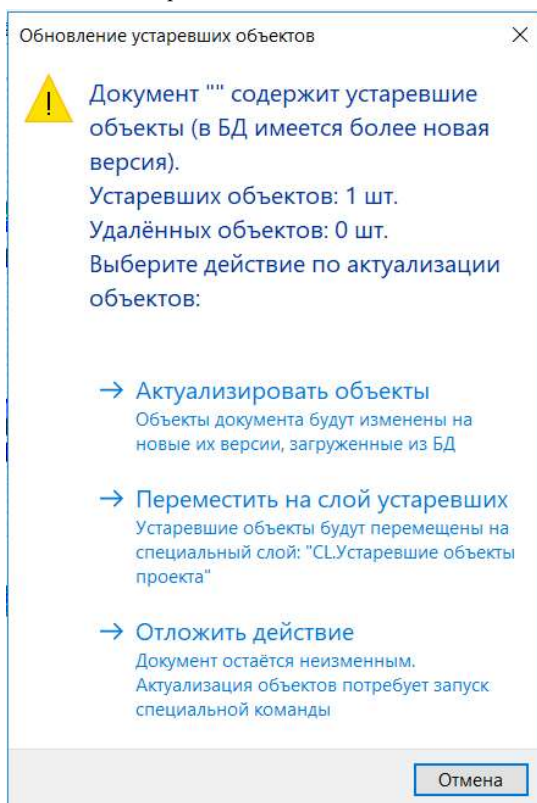 Обновление устаревших объектов
Документ "" содержит устаревшие
объекты (в БД имеется более новая
версия).
Устаревших объектов: 1 шт.
Удалённых объектов: 0 шт.
Выберите действие по актуализации
объектов:
Актуализировать объекты
Объекты документа будут изменены на
новые их версии, загруженные из БД
Переместить на слой устаревших
Устаревшие объекты будут перемещены на
специальный слой: "CL.Устаревшие объекты
проекта"
Отложить действие
Документ остаётся неизменным.
Актуализация объектов потребует запуск
специальной команды
Отмена